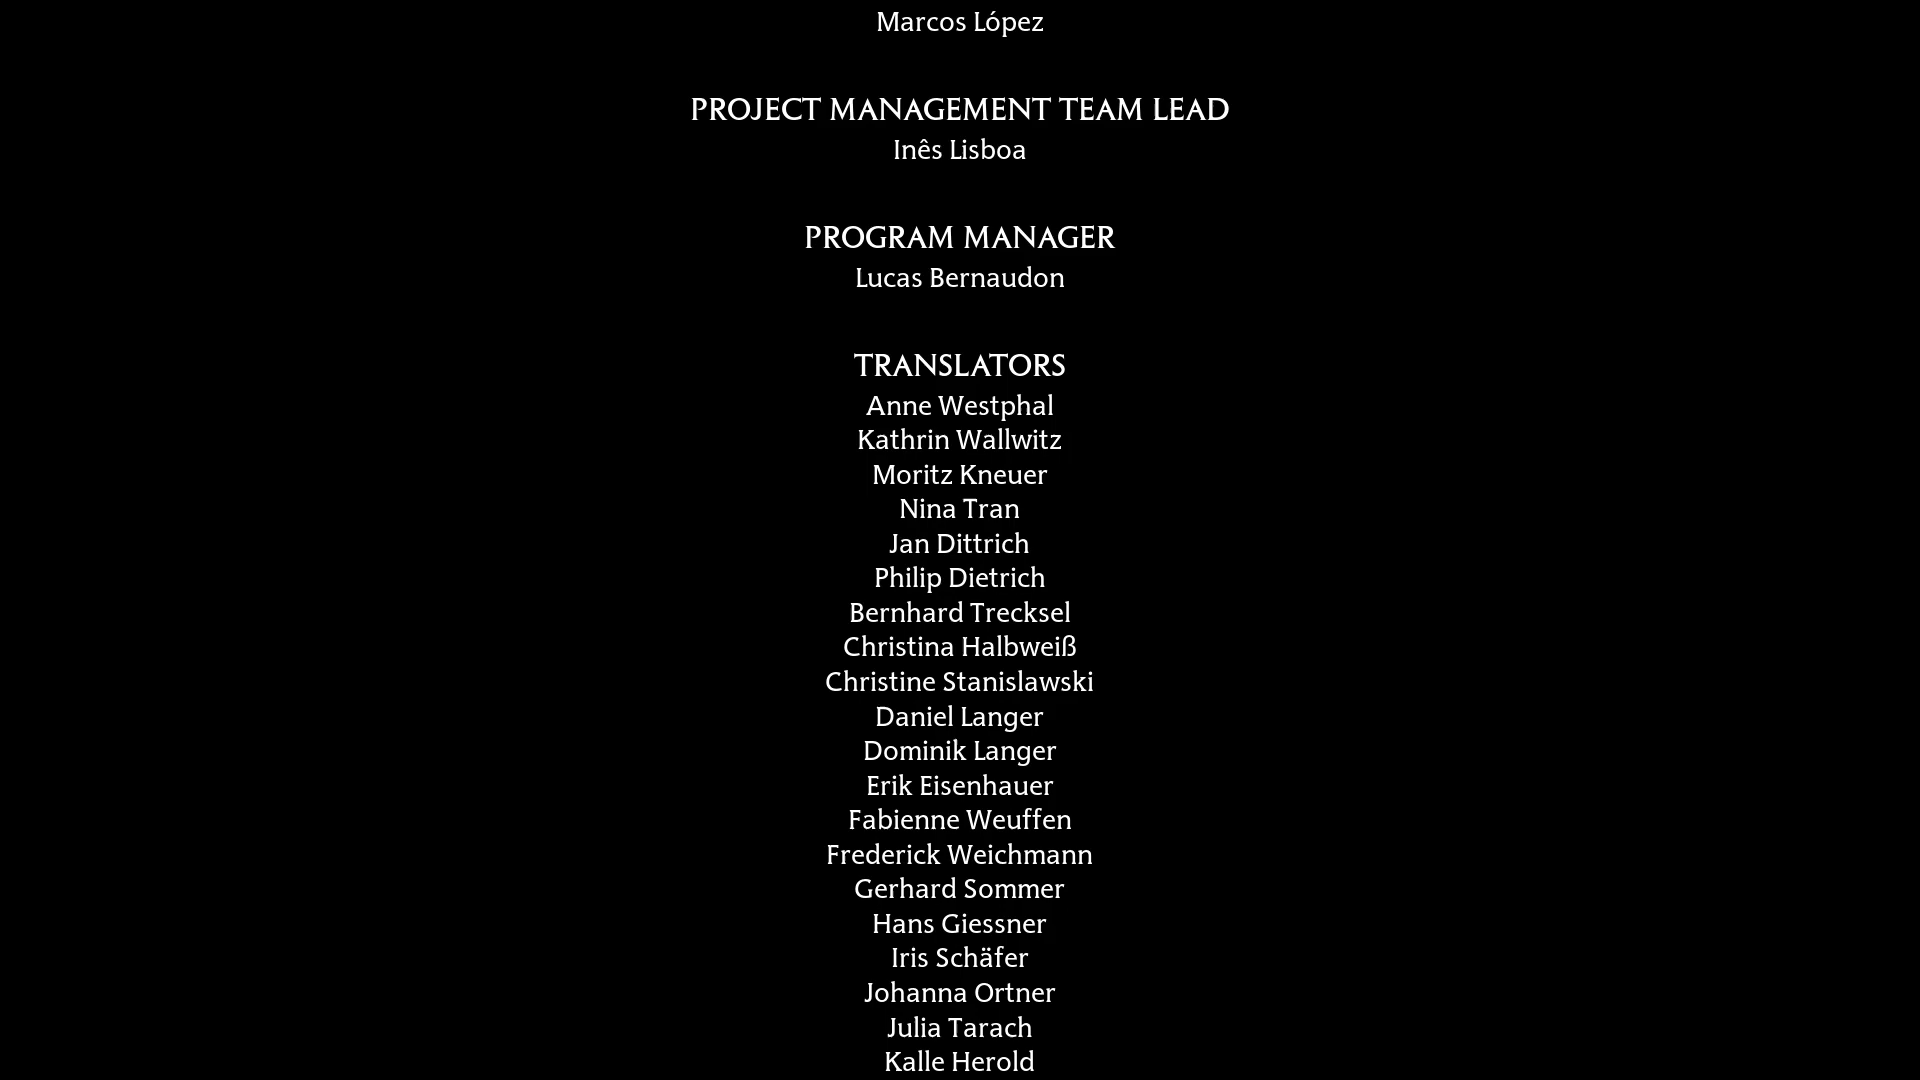 Marcos López
PROJECT MANAGEMENT TEAM LEAD
Inês Lisboa
PROGRAM MANAGER
Lucas Bernaudon
TRANSLATORS
Anne Westphal
Kathrin Wallwitz
Moritz Kneuer
Nina Tran
Jan Dittrich
Philip Dietrich
Bernhard Trecksel
Christina Halbweiß
Christine Stanislawski
Daniel Langer
Dominik Langer
Erik Eisenhauer
Fabienne Weuffen
Frederick Weichmann
Gerhard Sommer
Hans Giessner
Iris Schäfer
Johanna Ortner
Julia Tarach
Kalle Herold